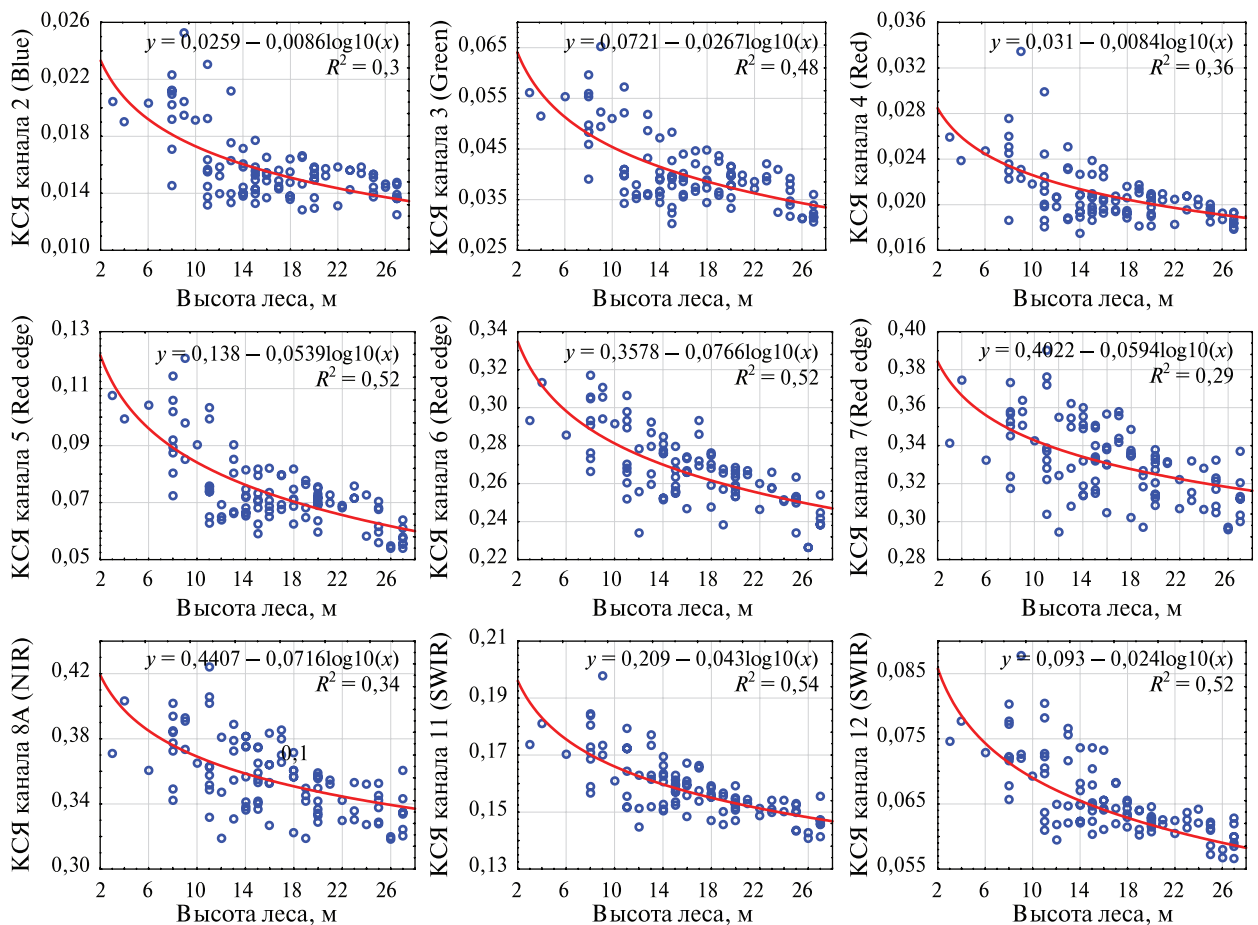 КСЯ канала 2 (Blue)
0,026
0,022
0,018
0,014
0,010
y = 0,0259 – 0,0086log10(x)
R² = 0,3
2 6 10 14 18 22 26
Высота леса, м
КСЯ канала 3 (Green)
0,065
0,055
0,045
0,035
0,025
y = 0,0721 – 0,0267log10(x)
R² = 0,48
2 6 10 14 18 22 26
Высота леса, м
КСЯ канала 4 (Red)
0,036
0,032
0,028
0,024
0,020
0,016
y = 0,031 – 0,0084log10(x)
R² = 0,36
2 6 10 14 18 22 26
Высота леса, м
КСЯ канала 5 (Red edge)
0,13
0,11
0,09
0,07
0,05
y = 0,138 – 0,0539log10(x)
R² = 0,52
2 6 10 14 18 22 26
Высота леса, м
КСЯ канала 6 (Red edge)
0,34
0,32
0,30
0,28
0,26
0,24
0,22
y = 0,3578 – 0,0766log10(x)
R² = 0,52
2 6 10 14 18 22 26
Высота леса, м
КСЯ канала 7(Red edge)
0,40
0,38
0,36
0,34
0,32
0,30
0,28
y = 0,4022 – 0,0594log10(x)
R² = 0,29
2 6 10 14 18 22 26
Высота леса, м
КСЯ канала 8A (NIR)
0,42
0,38
0,34
0,30
y = 0,4407 – 0,0716log10(x)
R² = 0,34
0,1
2 6 10 14 18 22 26
Высота леса, м
КСЯ канала 11 (SWIR)
0,21
0,19
0,17
0,15
0,13
y = 0,209 – 0,043log10(x)
R² = 0,54
2 6 10 14 18 22 26
Высота леса, м
КСЯ канала 12 (SWIR)
0,085
0,075
0,065
0,055
y = 0,093 – 0,024log10(x)
R² = 0,52
2 6 10 14 18 22 26
Высота леса, м